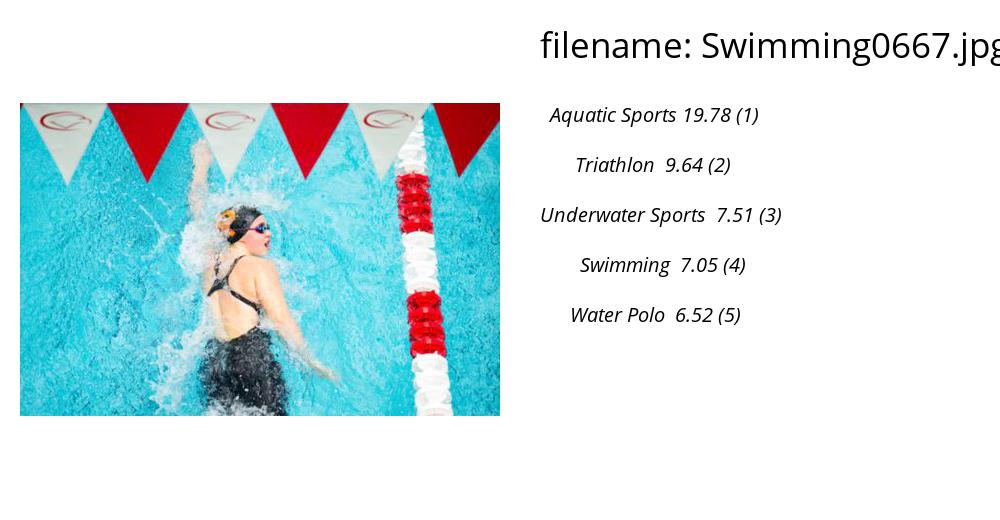 filename: Swimming0667.jpg
Aquatic Sports 19.78 (1)
Triathlon 9.64 (2)
Underwater Sports 7.51 (3)
Swimming 7.05 (4)
Water Polo 6.52 (5)